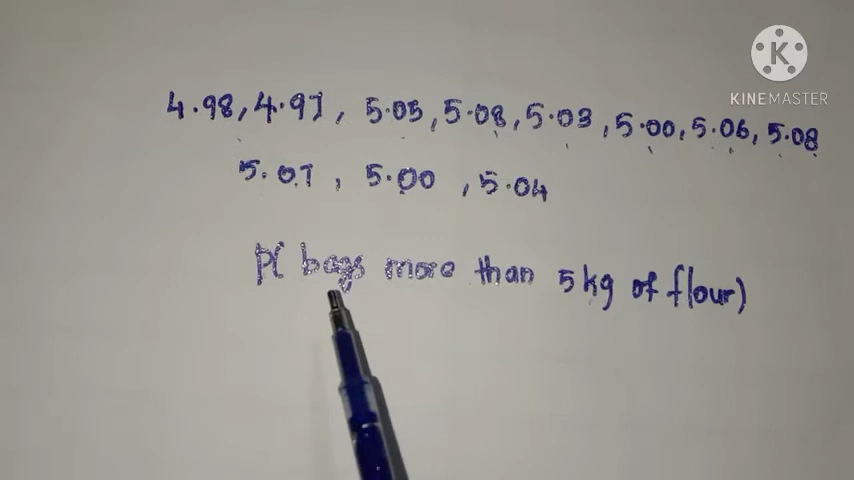 KINEMASTER
4.98, 4.97, 5.05, 5.08, 5.03, 5.00, 5.06, 5.08
5.07, 5.00, 5.04
P( bags more than 5kg of flour)